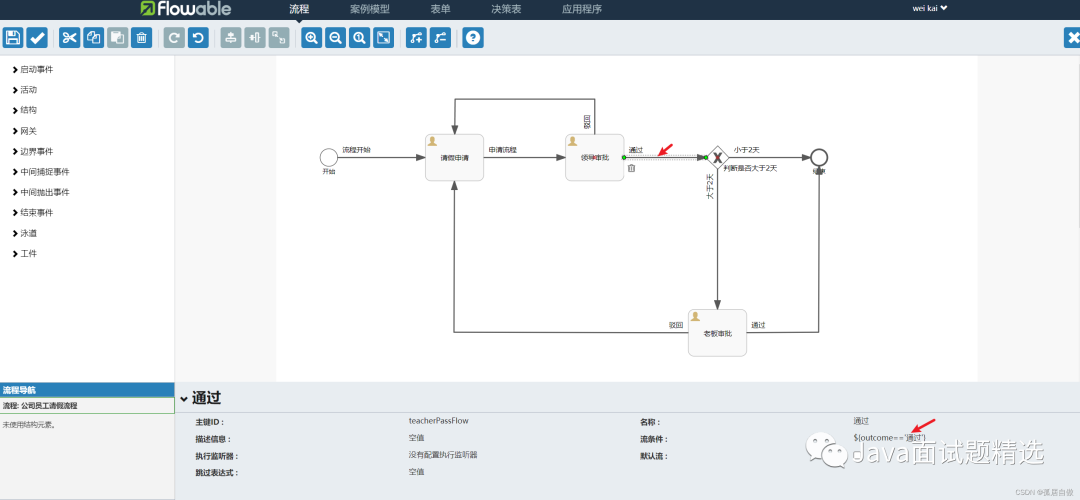 flowable 流程 案例模型 表单 决策表 应用程序 wei kai
启动事件
活动
结构
网关
边界事件
中间捕捉事件
中间抛出事件
结束事件
泳道
工件
驳回
流程开始
请假申请
申请流程
领导审批
通过
小于2天
开始
判断是否大于2天
大于2天
驳回
老板审批
通过
流程导航
流程: 公司员工请假流程
未使用结构元素。
通过
主键ID : teacherPassFlow 名称 : 通过
描述信息 : 空值 流条件 : ${outcome=='通过'}
执行监听器 : 没有配置执行监听器 默认流 :
跳过表达式 : 空值
Java面试题精选
CSDN @孤居自傲